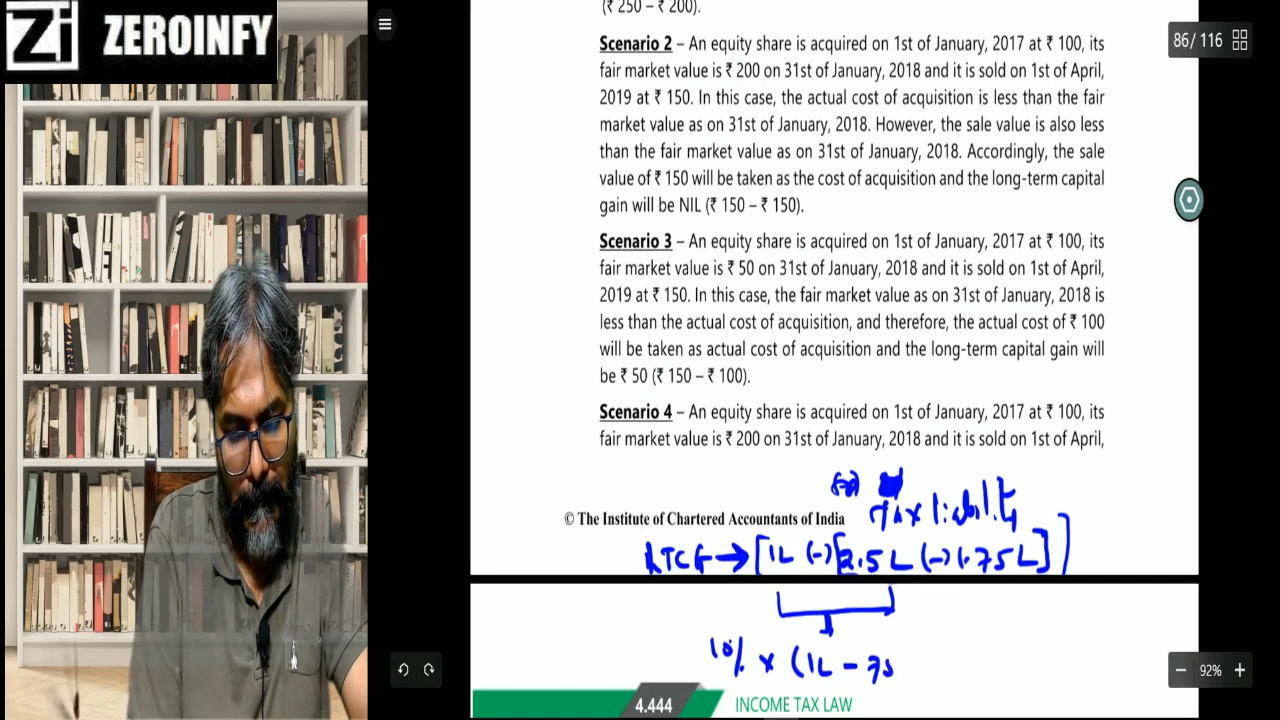 Zi ZEROINFY
(₹ 250 – ₹ 200).
86/ 116
Scenario 2 – An equity share is acquired on 1st of January, 2017 at ₹ 100, its
fair market value is ₹ 200 on 31st of January, 2018 and it is sold on 1st of April,
2019 at ₹ 150. In this case, the actual cost of acquisition is less than the fair
market value as on 31st of January, 2018. However, the sale value is also less
than the fair market value as on 31st of January, 2018. Accordingly, the sale
value of ₹ 150 will be taken as the cost of acquisition and the long-term capital
gain will be NIL (₹ 150 – ₹ 150).
Scenario 3 – An equity share is acquired on 1st of January, 2017 at ₹ 100, its
fair market value is ₹ 50 on 31st of January, 2018 and it is sold on 1st of April,
2019 at ₹ 150. In this case, the fair market value as on 31st of January, 2018 is
less than the actual cost of acquisition, and therefore, the actual cost of ₹ 100
will be taken as actual cost of acquisition and the long-term capital gain will
be ₹ 50 (₹ 150 – ₹ 100).
Scenario 4 – An equity share is acquired on 1st of January, 2017 at ₹ 100, its
fair market value is ₹ 200 on 31st of January, 2018 and it is sold on 1st of April,
© The Institute of Chartered Accountants of India
Tax liability
LTCG → [1L (-) [2.5L (-) 1.75L]]
10% x (1L - 75
92%
4.444 INCOME TAX LAW